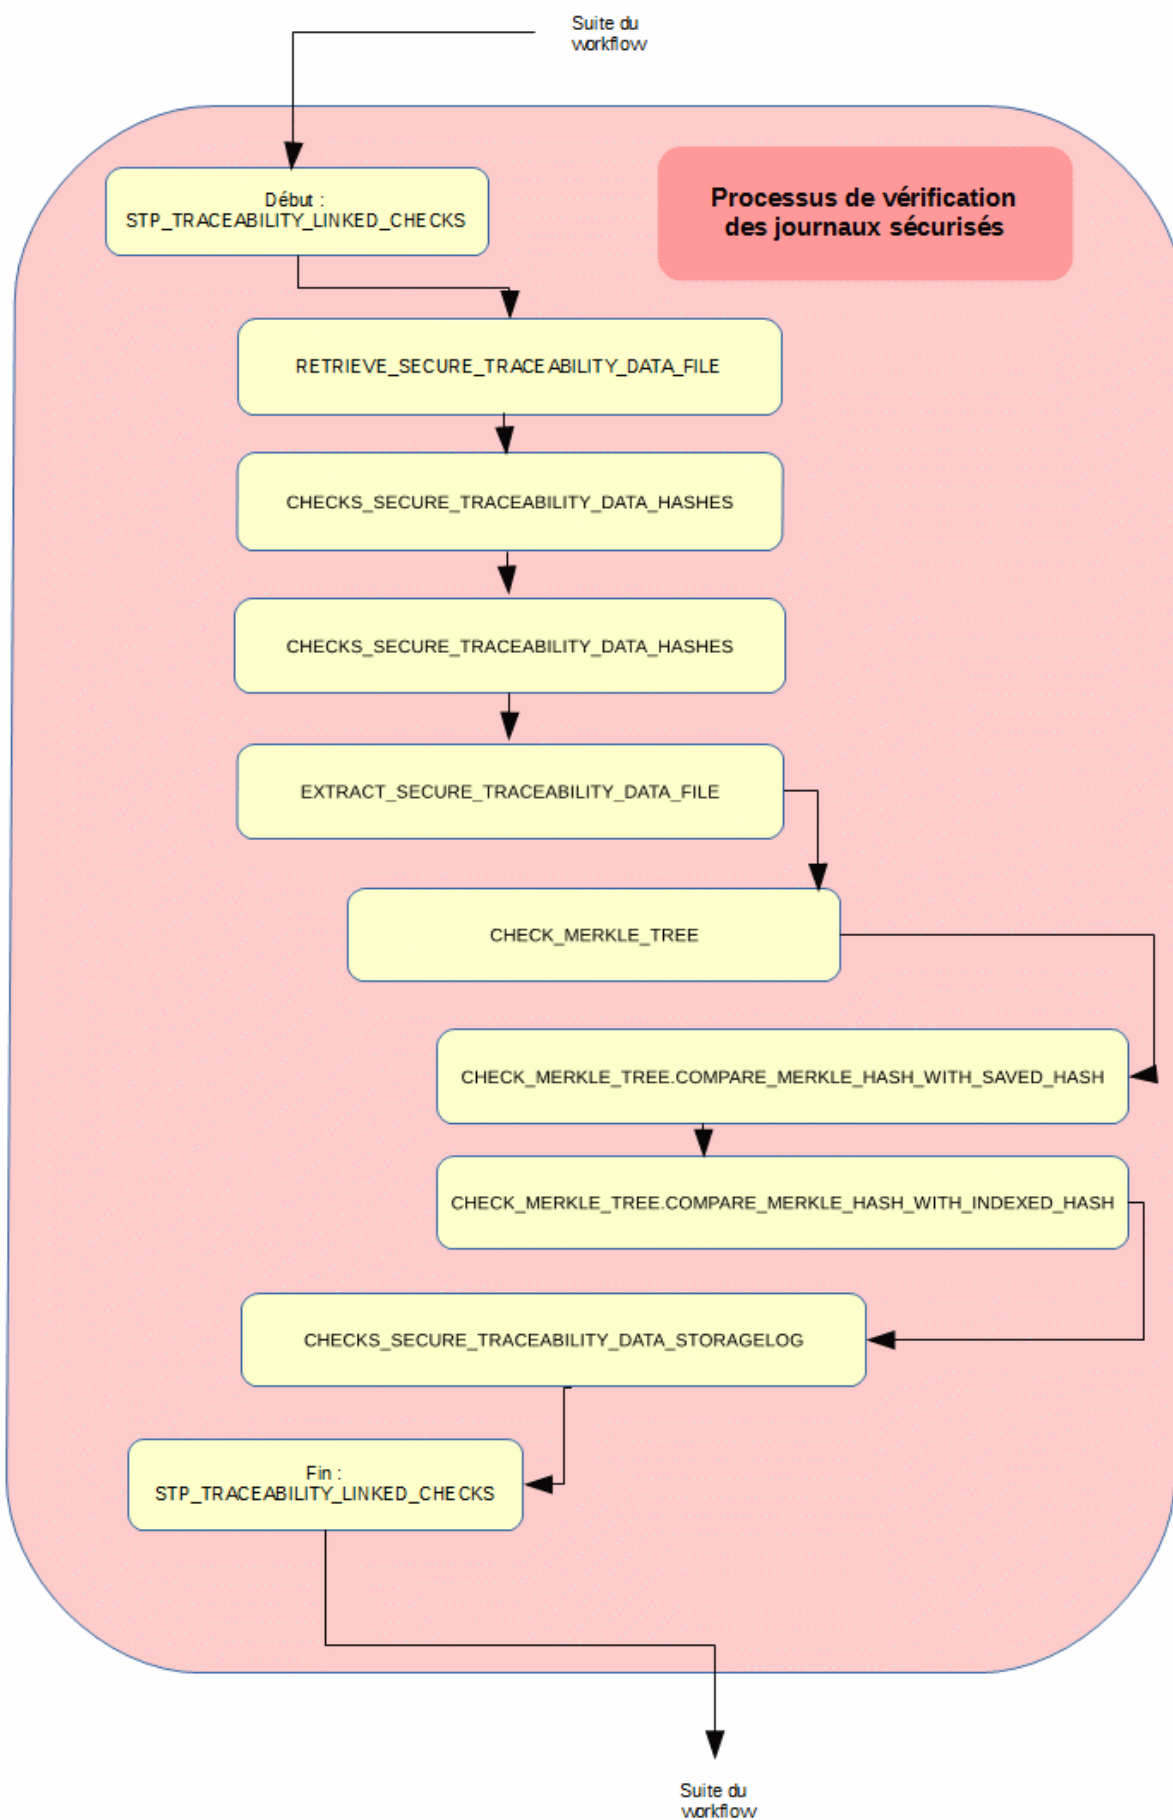 Suite du
workflow
Processus de vérification
des journaux sécurisés
Début :
STP_TRACEABILITY_LINKED_CHECKS
RETRIEVE_SECURE_TRACEABILITY_DATA_FILE
CHECKS_SECURE_TRACEABILITY_DATA_HASHES
CHECKS_SECURE_TRACEABILITY_DATA_HASHES
EXTRACT_SECURE_TRACEABILITY_DATA_FILE
CHECK_MERKLE_TREE
CHECK_MERKLE_TREE.COMPARE_MERKLE_HASH_WITH_SAVED_HASH
CHECK_MERKLE_TREE.COMPARE_MERKLE_HASH_WITH_INDEXED_HASH
CHECKS_SECURE_TRACEABILITY_DATA_STORAGELOG
Fin :
STP_TRACEABILITY_LINKED_CHECKS
Suite du
workflow